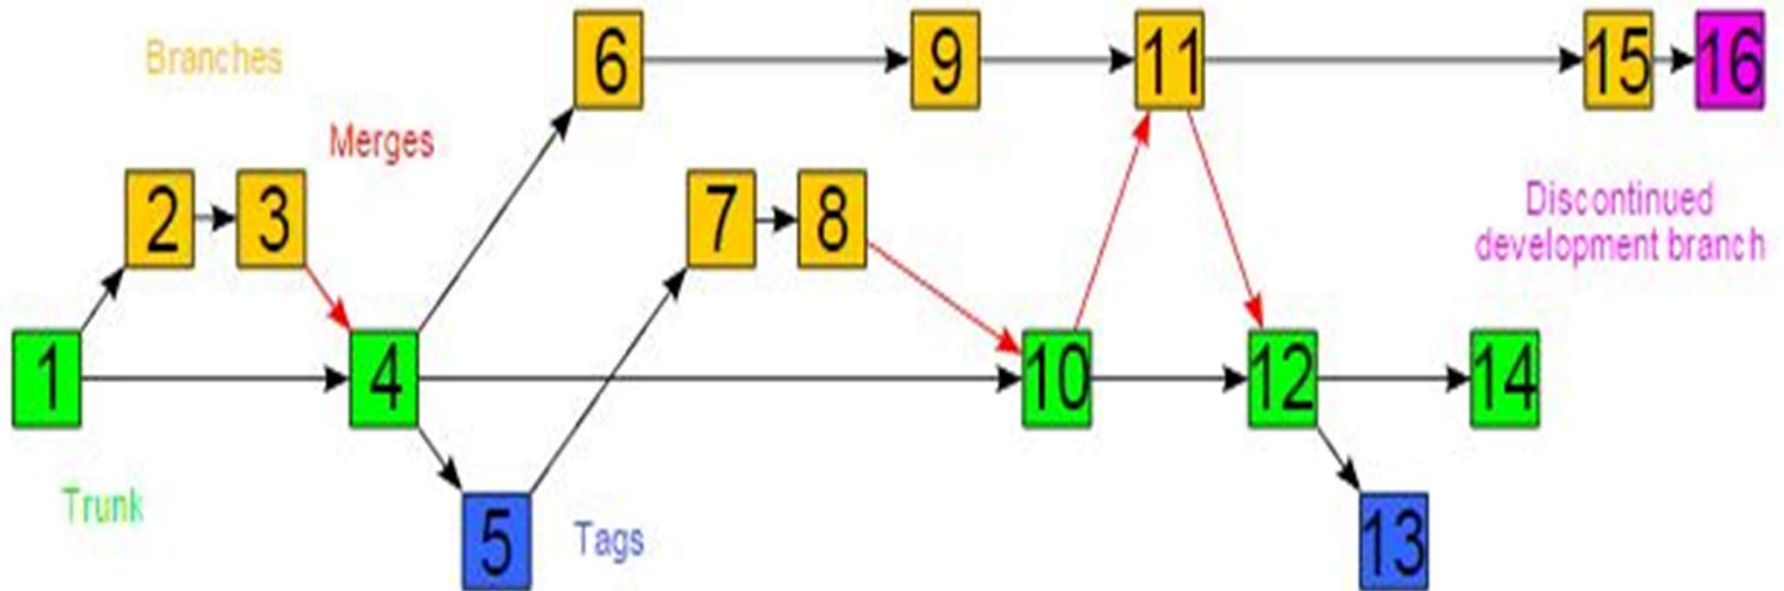 6
9
11
15
16
Branches
Merges
2
3
7
8
Discontinued
development branch
1
4
10
12
14
Trunk
5
Tags
13